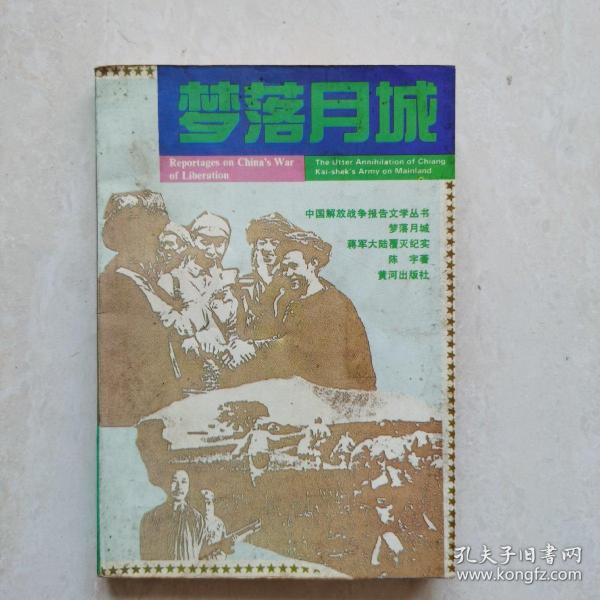 梦落月城
Reportages on China's War
of Liberation
The Utter Annihilation of Chiang
Kai-shek's Army on Mainland
中国解放战争报告文学丛书
梦落月城
蒋军大陆覆灭纪实
陈 宇著
黄河出版社
孔夫子旧书网
www.kongfz.com